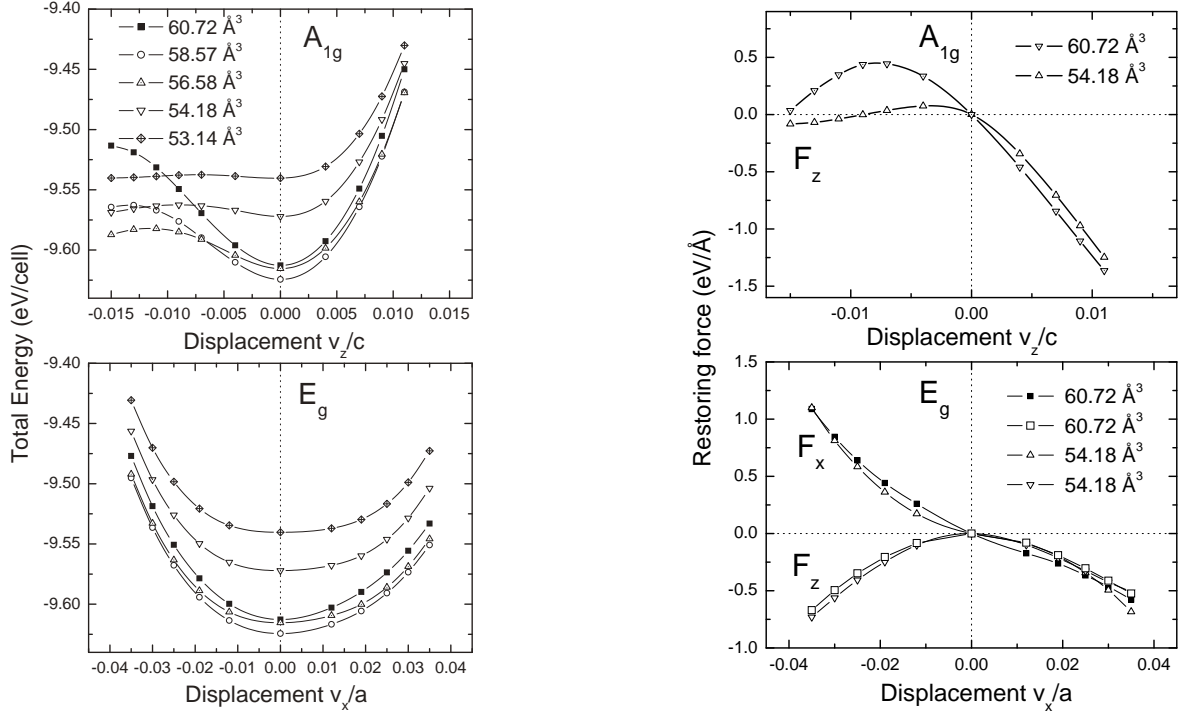 Total Energy (eV/cell)
-9.40
-9.45
-9.50
-9.55
-9.60
A1g
60.72 Å³
58.57 Å³
56.58 Å³
54.18 Å³
53.14 Å³
-0.015 -0.010 -0.005 0.000 0.005 0.010 0.015
Displacement vz/c
-9.40
-9.45
-9.50
-9.55
-9.60
Eg
-0.04 -0.03 -0.02 -0.01 0.00 0.01 0.02 0.03 0.04
Displacement vx/a
Restoring force (eV/Å)
0.5
0.0
-0.5
-1.0
-1.5
A1g
60.72 Å³
54.18 Å³
Fz
-0.01 0.00 0.01
Displacement vz/c
1.5
1.0
0.5
0.0
-0.5
-1.0
Eg
60.72 Å³
60.72 Å³
54.18 Å³
54.18 Å³
Fx
Fz
-0.04 -0.02 0.00 0.02 0.04
Displacement vx/a